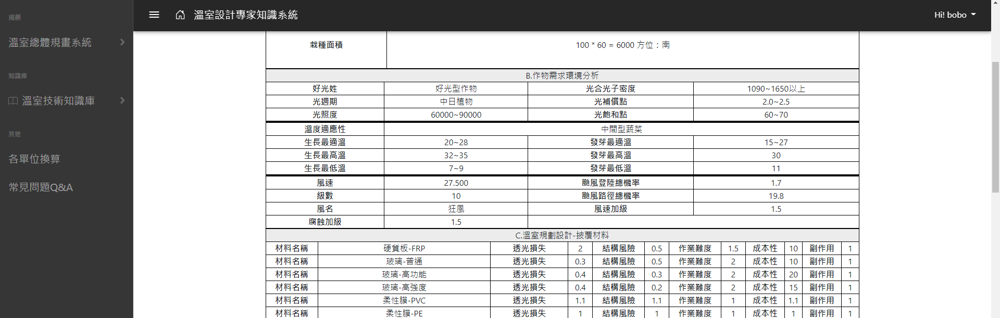 規劃
溫室總體規畫系統
知識庫
溫室技術知識庫
其他
各單位換算
常見問題Q&A
溫室設計專家知識系統
Hi! bobo
栽種面積 100 * 60 = 6000 方位：南
B.作物需求環境分析
好光姓 好光型作物 光合光子密度 1090~1650以上
光週期 中日植物 光補償點 2.0~2.5
光照度 60000~90000 光飽和點 60~70
溫度適應性 中間型蔬菜
生長最適溫 20~28 發芽最適溫 15~27
生長最高溫 32~35 發芽最高溫 30
生長最低溫 7~9 發芽最低溫 11
風速 27.500 颱風登陸總機率 1.7
級數 10 颱風路徑總機率 19.8
風名 狂風 風速加級 1.5
腐蝕加級 1.5
C.溫室規劃設計-披覆材料
材料名稱 硬質板-FRP 透光損失 2 結構風險 0.5 作業難度 1.5 成本性 10 副作用 1
材料名稱 玻璃-普通 透光損失 0.3 結構風險 0.5 作業難度 2 成本性 10 副作用 1
材料名稱 玻璃-高功能 透光損失 0.4 結構風險 0.3 作業難度 2 成本性 20 副作用 1
材料名稱 玻璃-高強度 透光損失 0.4 結構風險 0.2 作業難度 2 成本性 15 副作用 1
材料名稱 柔性膜-PVC 透光損失 1.1 結構風險 1.1 作業難度 1 成本性 1.1 副作用 1
材料名稱 柔性膜-PE 透光損失 1 結構風險 1 作業難度 1 成本性 1 副作用 1